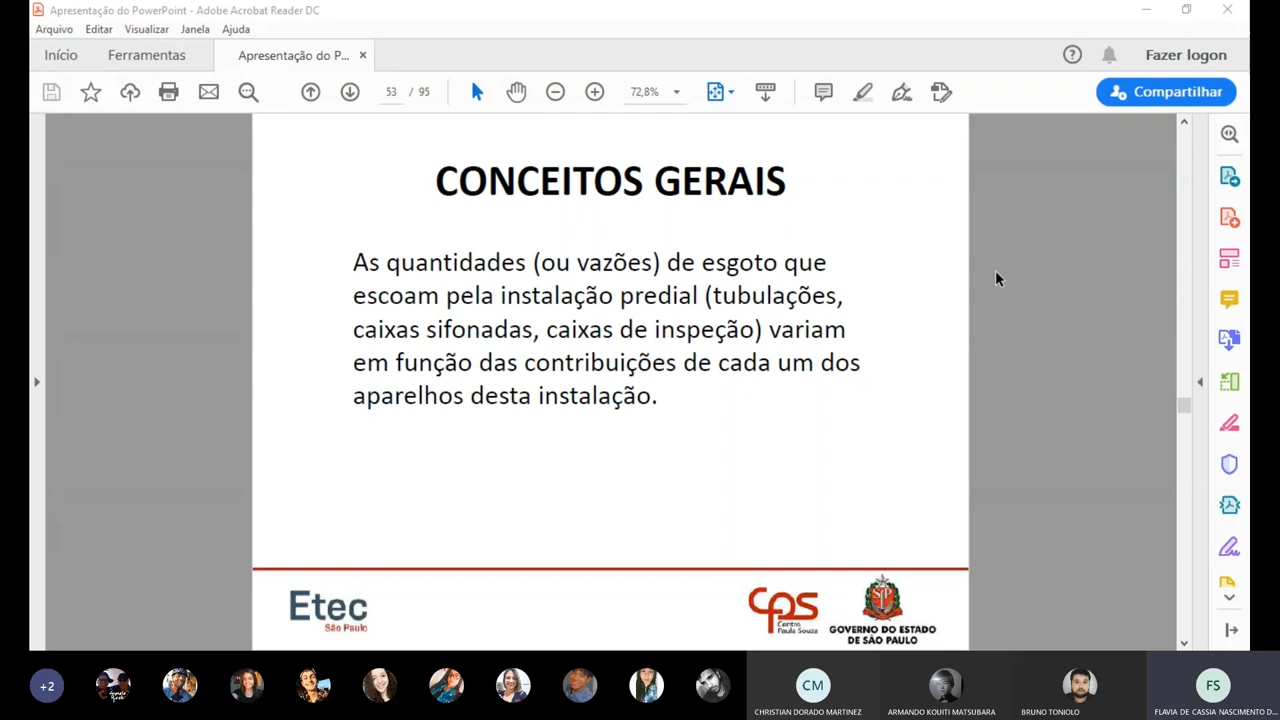 Apresentação do PowerPoint - Adobe Acrobat Reader DC
Arquivo Editar Visualizar Janela Ajuda
Início Ferramentas Apresentação do P... × Fazer logon
53 / 95 72,8% Compartilhar
CONCEITOS GERAIS
As quantidades (ou vazões) de esgoto que
escoam pela instalação predial (tubulações,
caixas sifonadas, caixas de inspeção) variam
em função das contribuições de cada um dos
aparelhos desta instalação.
Etec
São Paulo
cps
Centro
Paula Souza
GOVERNO DO ESTADO
DE SÃO PAULO
+2 CM FS
CHRISTIAN DORADO MARTINEZ ARMANDO KOUITI MATSUBARA BRUNO TONIOLO FLAVIA DE CASSIA NASCIMENTO D...